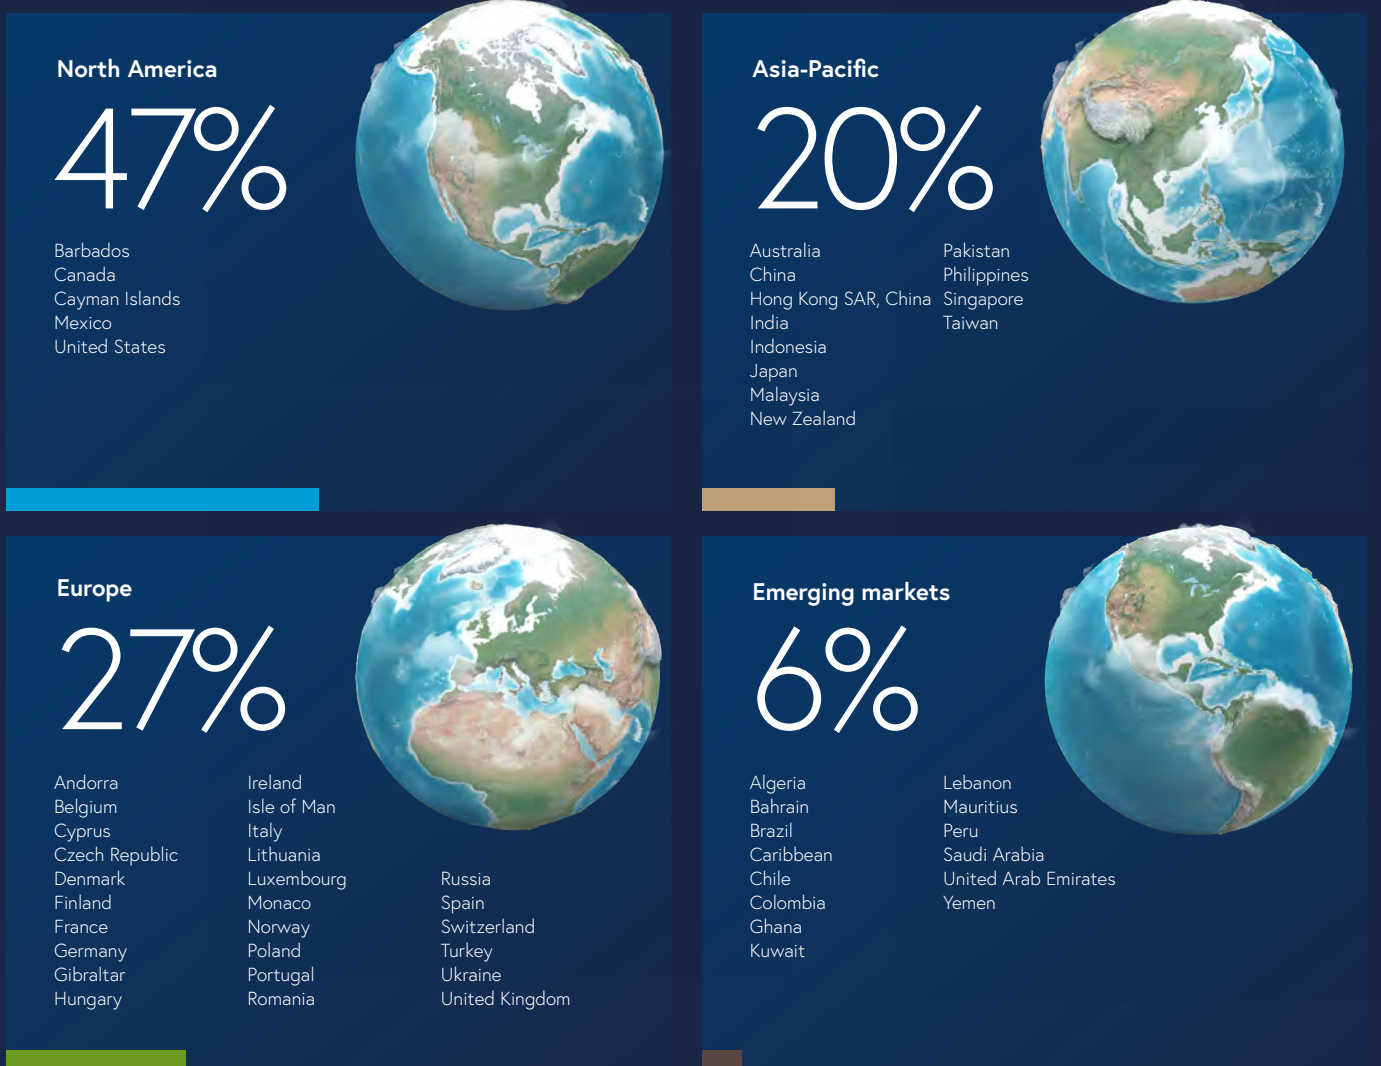 North America
47%
Barbados
Canada
Cayman Islands
Mexico
United States
Asia-Pacific
20%
Australia
China
Hong Kong SAR, China
India
Indonesia
Japan
Malaysia
New Zealand
Pakistan
Philippines
Singapore
Taiwan
Europe
27%
Andorra
Belgium
Cyprus
Czech Republic
Denmark
Finland
France
Germany
Gibraltar
Hungary
Ireland
Isle of Man
Italy
Lithuania
Luxembourg
Monaco
Norway
Poland
Portugal
Romania
Russia
Spain
Switzerland
Turkey
Ukraine
United Kingdom
Emerging markets
6%
Algeria
Bahrain
Brazil
Caribbean
Chile
Colombia
Ghana
Kuwait
Lebanon
Mauritius
Peru
Saudi Arabia
United Arab Emirates
Yemen